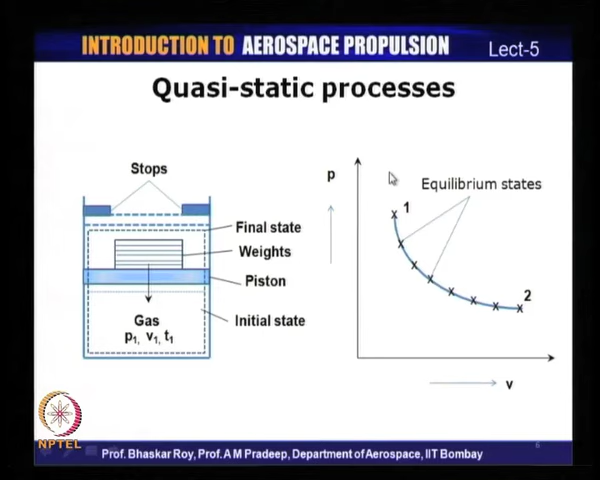 INTRODUCTION TO AEROSPACE PROPULSION
Lect-5
Quasi-static processes
Stops
Final state
Weights
Piston
Initial state
Gas
p1, v1, t1
p
Equilibrium states
1
2
v
NPTEL
6
Prof. Bhaskar Roy, Prof. A M Pradeep, Department of Aerospace, IIT Bombay